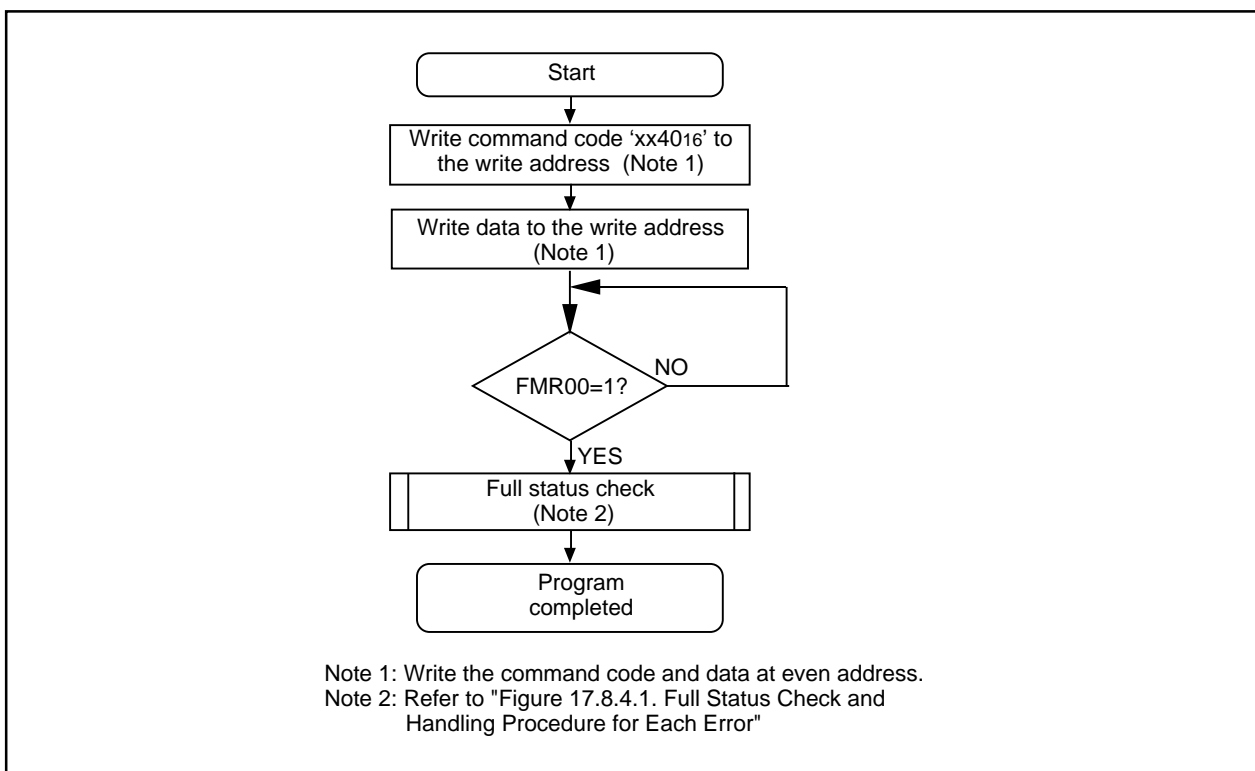 Start
Write command code ‘xx4016’ to
the write address (Note 1)
Write data to the write address
(Note 1)
FMR00=1?
NO
YES
Full status check
(Note 2)
Program
completed
Note 1: Write the command code and data at even address.
Note 2: Refer to "Figure 17.8.4.1. Full Status Check and
Handling Procedure for Each Error"